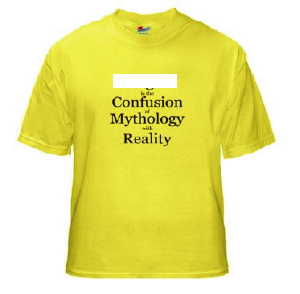 is the
Confusion
of
Mythology
with
Reality